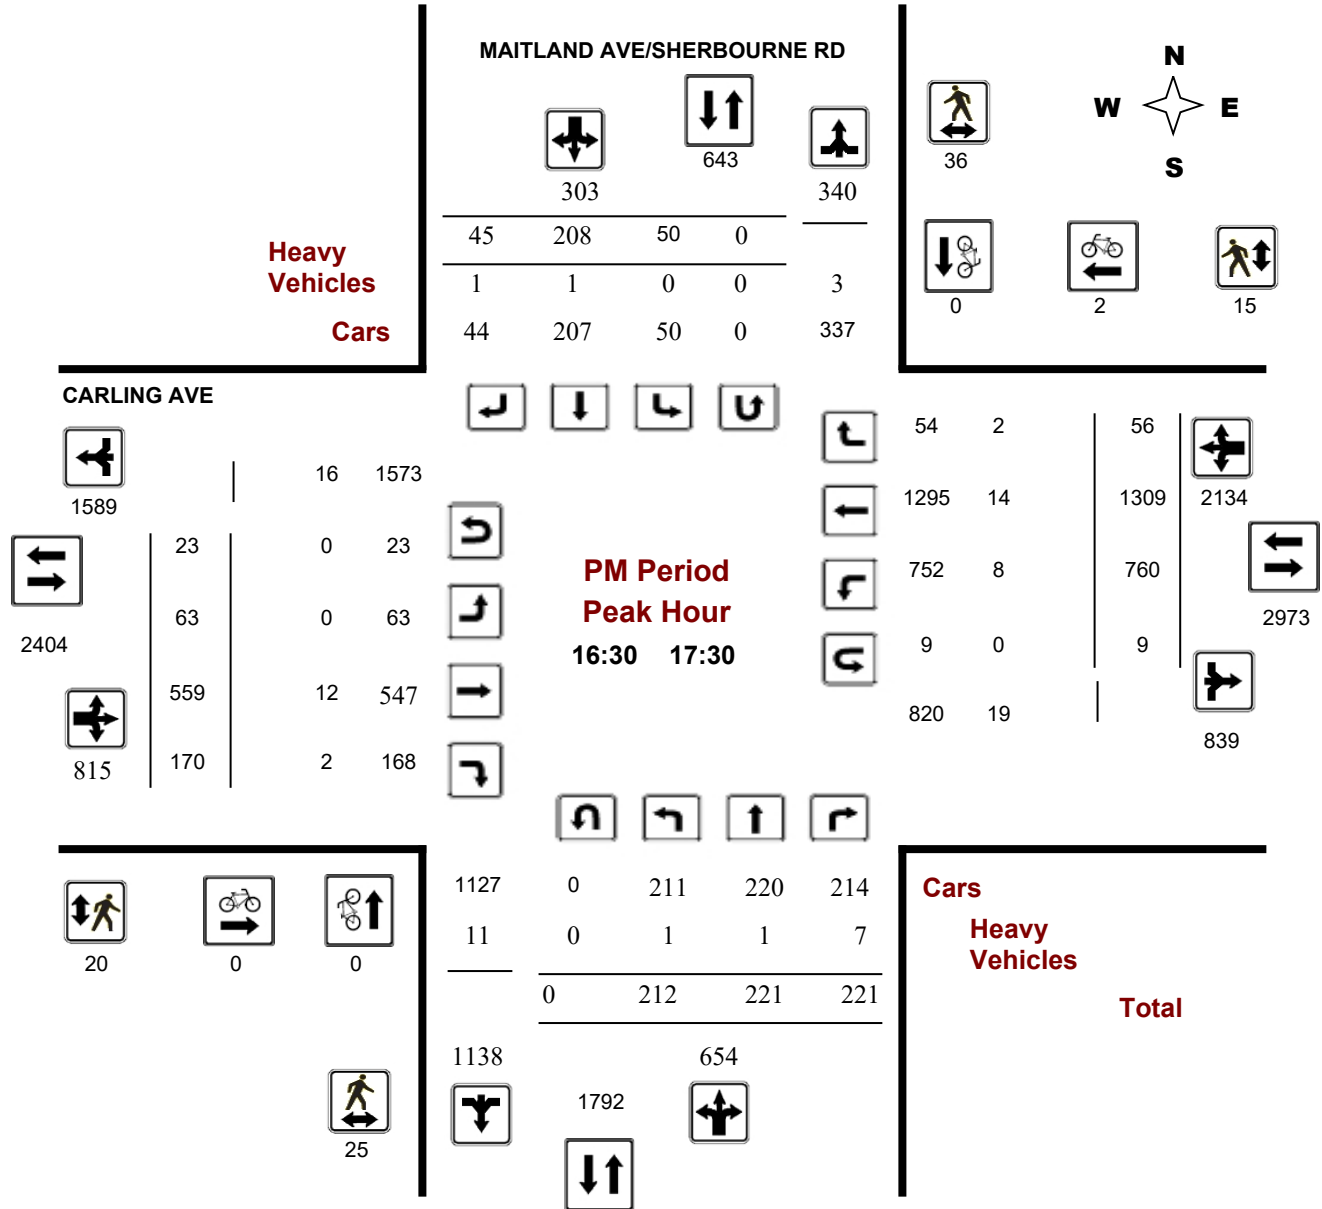 MAITLAND AVE/SHERBOURNE RD
N
W E
S
643
36
303 340
45 208 50 0
Heavy
Vehicles
1 1 0 0 3
Cars
44 207 50 0 337
0 2 15
CARLING AVE
54 2 56
16 1573
1589
1295 14 1309 2134
23 0 23
PM Period
752 8 760
Peak Hour
63 0 63
2973
2404
16:30 17:30
9 0 9
559 12 547
820 19
839
815 170 2 168
1127 0 211 220 214
Cars
11 0 1 1 7
Heavy
Vehicles
20 0 0
0 212 221 221
Total
1138 654
1792
25